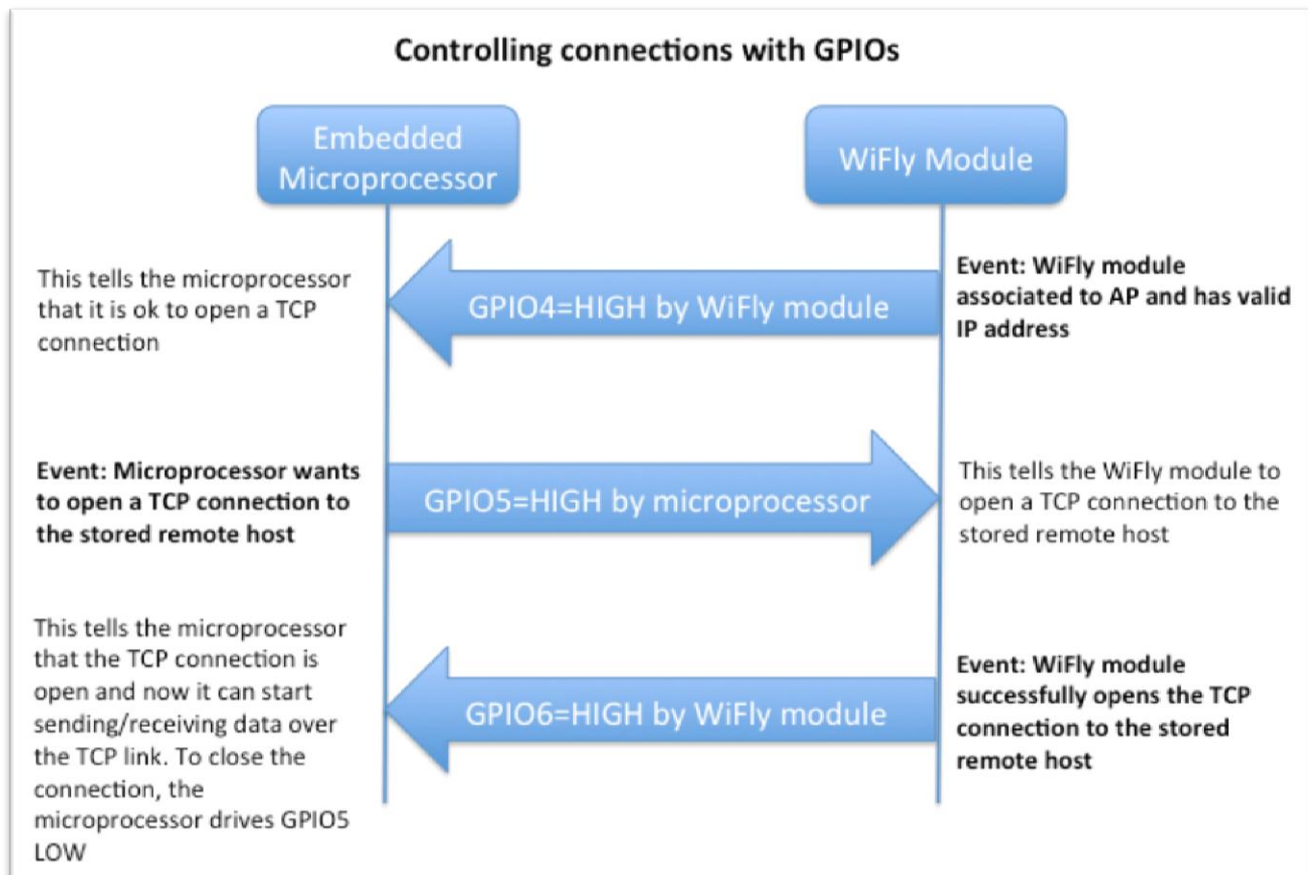 Controlling connections with GPIOs
Embedded
Microprocessor
WiFly Module
This tells the microprocessor
that it is ok to open a TCP
connection
GPIO4=HIGH by WiFly module
Event: WiFly module
associated to AP and has valid
IP address
Event: Microprocessor wants
to open a TCP connection to
the stored remote host
GPIO5=HIGH by microprocessor
This tells the WiFly module to
open a TCP connection to the
stored remote host
This tells the microprocessor
that the TCP connection is
open and now it can start
sending/receiving data over
the TCP link. To close the
connection, the
microprocessor drives GPIO5
LOW
GPIO6=HIGH by WiFly module
Event: WiFly module
successfully opens the TCP
connection to the stored
remote host